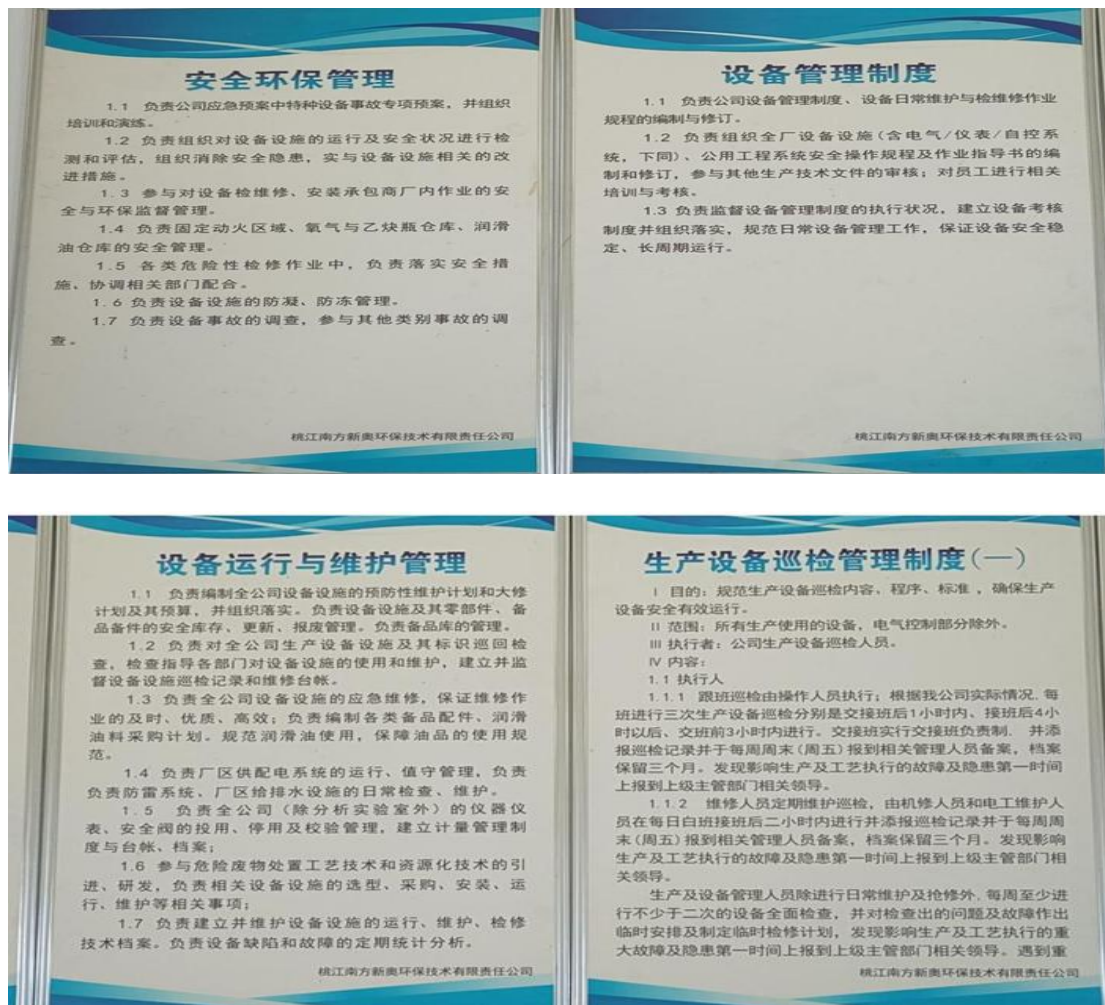 安全环保管理
1.1 负责公司应急预案中特种设备事故专项预案，并组织
培训和演练。
1.2 负责组织对设备设施的运行及安全状况进行检
测和评估，组织消除安全隐患，实与设备设施相关的改
进措施。
1.3 参与对设备检维修、安装承包商厂内作业的安
全与环保监督管理。
1.4 负责固定动火区域、氧气与乙炔瓶仓库、润滑
油仓库的安全管理。
1.5 各类危险性检修作业中，负责落实安全措
施、协调相关部门配合。
1.6 负责设备设施的防凝、防冻管理。
1.7 负责设备事故的调查，参与其他类别事故的调
查。
桃江南方新奥环保技术有限责任公司
设备管理制度
1.1 负责公司设备管理制度、设备日常维护与检维修作业
规程的编制与修订。
1.2 负责组织全厂设备设施(含电气/仪表/自控系
统，下同)、公用工程系统安全操作规程及作业指导书的编
制和修订，参与其他生产技术文件的审核；对员工进行相关
培训与考核。
1.3 负责监督设备管理制度的执行状况，建立设备考核
制度并组织落实，规范日常设备管理工作，保证设备安全稳
定、长周期运行。
桃江南方新奥环保技术有限责任公司
设备运行与维护管理
1.1 负责编制全公司设备设施的预防性维护计划和大修
计划及其预算，并组织落实。负责设备设施及其零部件、备
品备件的安全库存、更新、报废管理。负责备品库的管理。
1.2 负责对全公司生产设备设施及其标识巡回检
查，检查指导各部门对设备设施的使用和维护，建立并监
督设备设施巡检记录和维修台帐。
1.3 负责全公司设备设施的应急维修，保证维修作
业的及时、优质、高效；负责编制各类备品配件、润滑
油料采购计划。规范润滑油使用，保障油品的使用规
范。
1.4 负责厂区供配电系统的运行、值守管理，负责
负责防雷系统、厂区给排水设施的日常检查、维护。
1.5 负责全公司（除分析实验室外）的仪器仪
表、安全阀的投用、停用及校验管理，建立计量管理制
度与台帐、档案；
1.6 参与危险废物处置工艺技术和资源化技术的引
进、研发，负责相关设备设施的选型、采购、安装、运
行、维护等相关事项；
1.7 负责建立并维护设备设施的运行、维护、检修
技术档案。负责设备缺陷和故障的定期统计分析。
桃江南方新奥环保技术有限责任公司
生产设备巡检管理制度(一)
I 目的：规范生产设备巡检内容、程序、标准，确保生产
设备安全有效运行。
II 范围：所有生产使用的设备，电气控制部分除外。
III 执行者：公司生产设备巡检人员。
IV 内容：
1.1 执行人
1.1.1 跟班巡检由操作人员执行；根据我公司实际情况，每
班进行三次生产设备巡检分别是交接班后1小时内、接班后4小
时以后、交班前3小时内进行。交接班实行交接班负责制， 并添
报巡检记录并于每周周末(周五)报到相关管理人员备案，档案
保留三个月。发现影响生产及工艺执行的故障及隐患第一时间
上报到上级主管部门相关领导。
1.1.2 维修人员定期维护巡检，由机修人员和电工维护人
员在每日白班接班后二小时内进行并添报巡检记录并于每周周
末(周五)报到相关管理人员备案，档案保留三个月。发现影响
生产及工艺执行的故障及隐患第一时间上报到上级主管部门相
关领导。
生产及设备管理人员除进行日常维护及抢修外，每周至少进
行不少于二次的设备全面检查，并对检查出的问题及故障作出
临时安排及制定临时检修计划，发现影响生产及工艺执行的重
大故障及隐患第一时间上报到上级主管部门相关领导。遇到重
桃江南方新奥环保技术有限责任公司